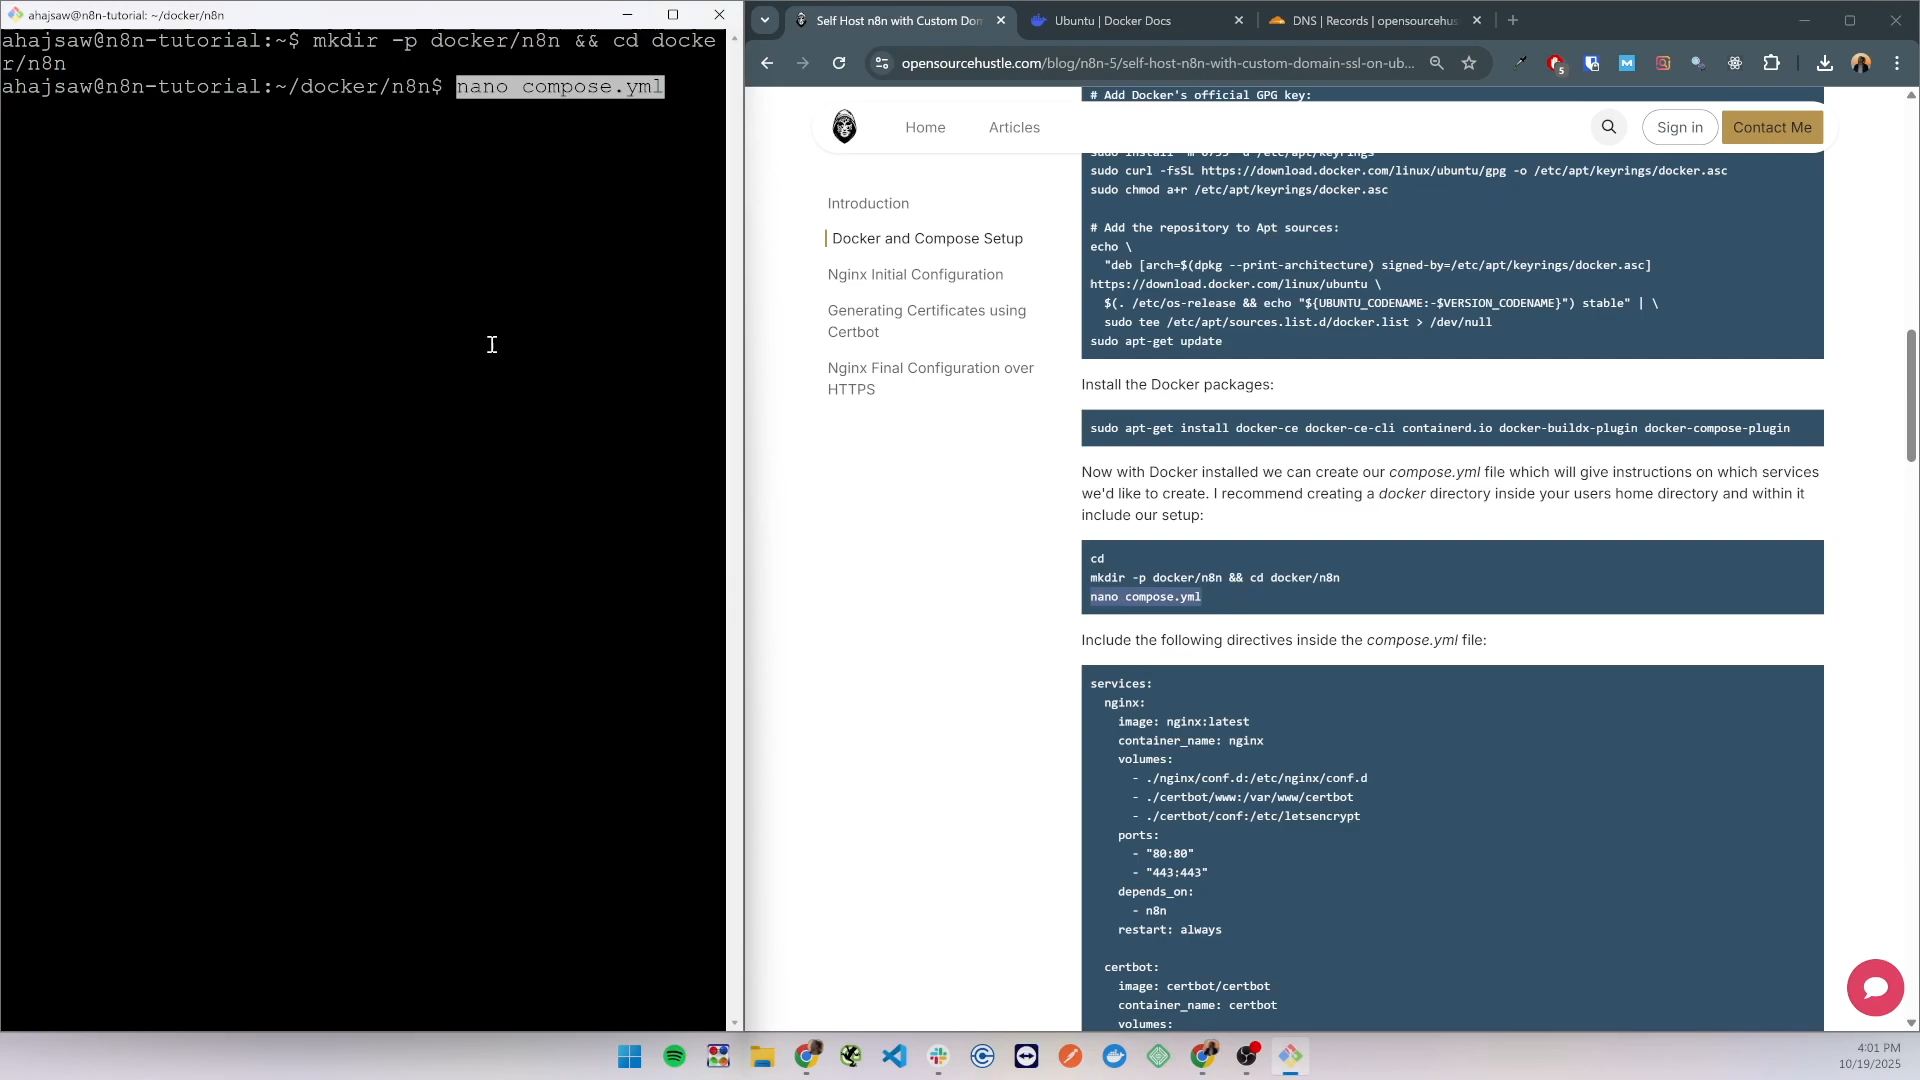 ahajsaw@n8n-tutorial: ~/docker/n8n
ahajsaw@n8n-tutorial:~$ mkdir -p docker/n8n && cd docke
r/n8n
ahajsaw@n8n-tutorial:~/docker/n8n$ nano compose.yml
Self Host n8n with Custom Don
Ubuntu | Docker Docs
DNS | Records | opensourcehus
opensourcehustle.com/blog/n8n-5/self-host-n8n-with-custom-domain-ssl-on-ub...
5
Home
Articles
Sign in
Contact Me
Introduction
Docker and Compose Setup
Nginx Initial Configuration
Generating Certificates using
Certbot
Nginx Final Configuration over
HTTPS
# Add Docker's official GPG key:
sudo install -m 0755 -d /etc/apt/keyrings
sudo curl -fsSL https://download.docker.com/linux/ubuntu/gpg -o /etc/apt/keyrings/docker.asc
sudo chmod a+r /etc/apt/keyrings/docker.asc
# Add the repository to Apt sources:
echo \
"deb [arch=$(dpkg --print-architecture) signed-by=/etc/apt/keyrings/docker.asc]
https://download.docker.com/linux/ubuntu \
$(. /etc/os-release && echo "${UBUNTU_CODENAME:-$VERSION_CODENAME}") stable" | \
sudo tee /etc/apt/sources.list.d/docker.list > /dev/null
sudo apt-get update
Install the Docker packages:
sudo apt-get install docker-ce docker-ce-cli containerd.io docker-buildx-plugin docker-compose-plugin
Now with Docker installed we can create our compose.yml file which will give instructions on which services
we'd like to create. I recommend creating a docker directory inside your users home directory and within it
include our setup:
cd
mkdir -p docker/n8n && cd docker/n8n
nano compose.yml
Include the following directives inside the compose.yml file:
services:
nginx:
image: nginx:latest
container_name: nginx
volumes:
- ./nginx/conf.d:/etc/nginx/conf.d
- ./certbot/www:/var/www/certbot
- ./certbot/conf:/etc/letsencrypt
ports:
- "80:80"
- "443:443"
depends_on:
- n8n
restart: always
certbot:
image: certbot/certbot
container_name: certbot
volumes:
4:01 PM
10/19/2025